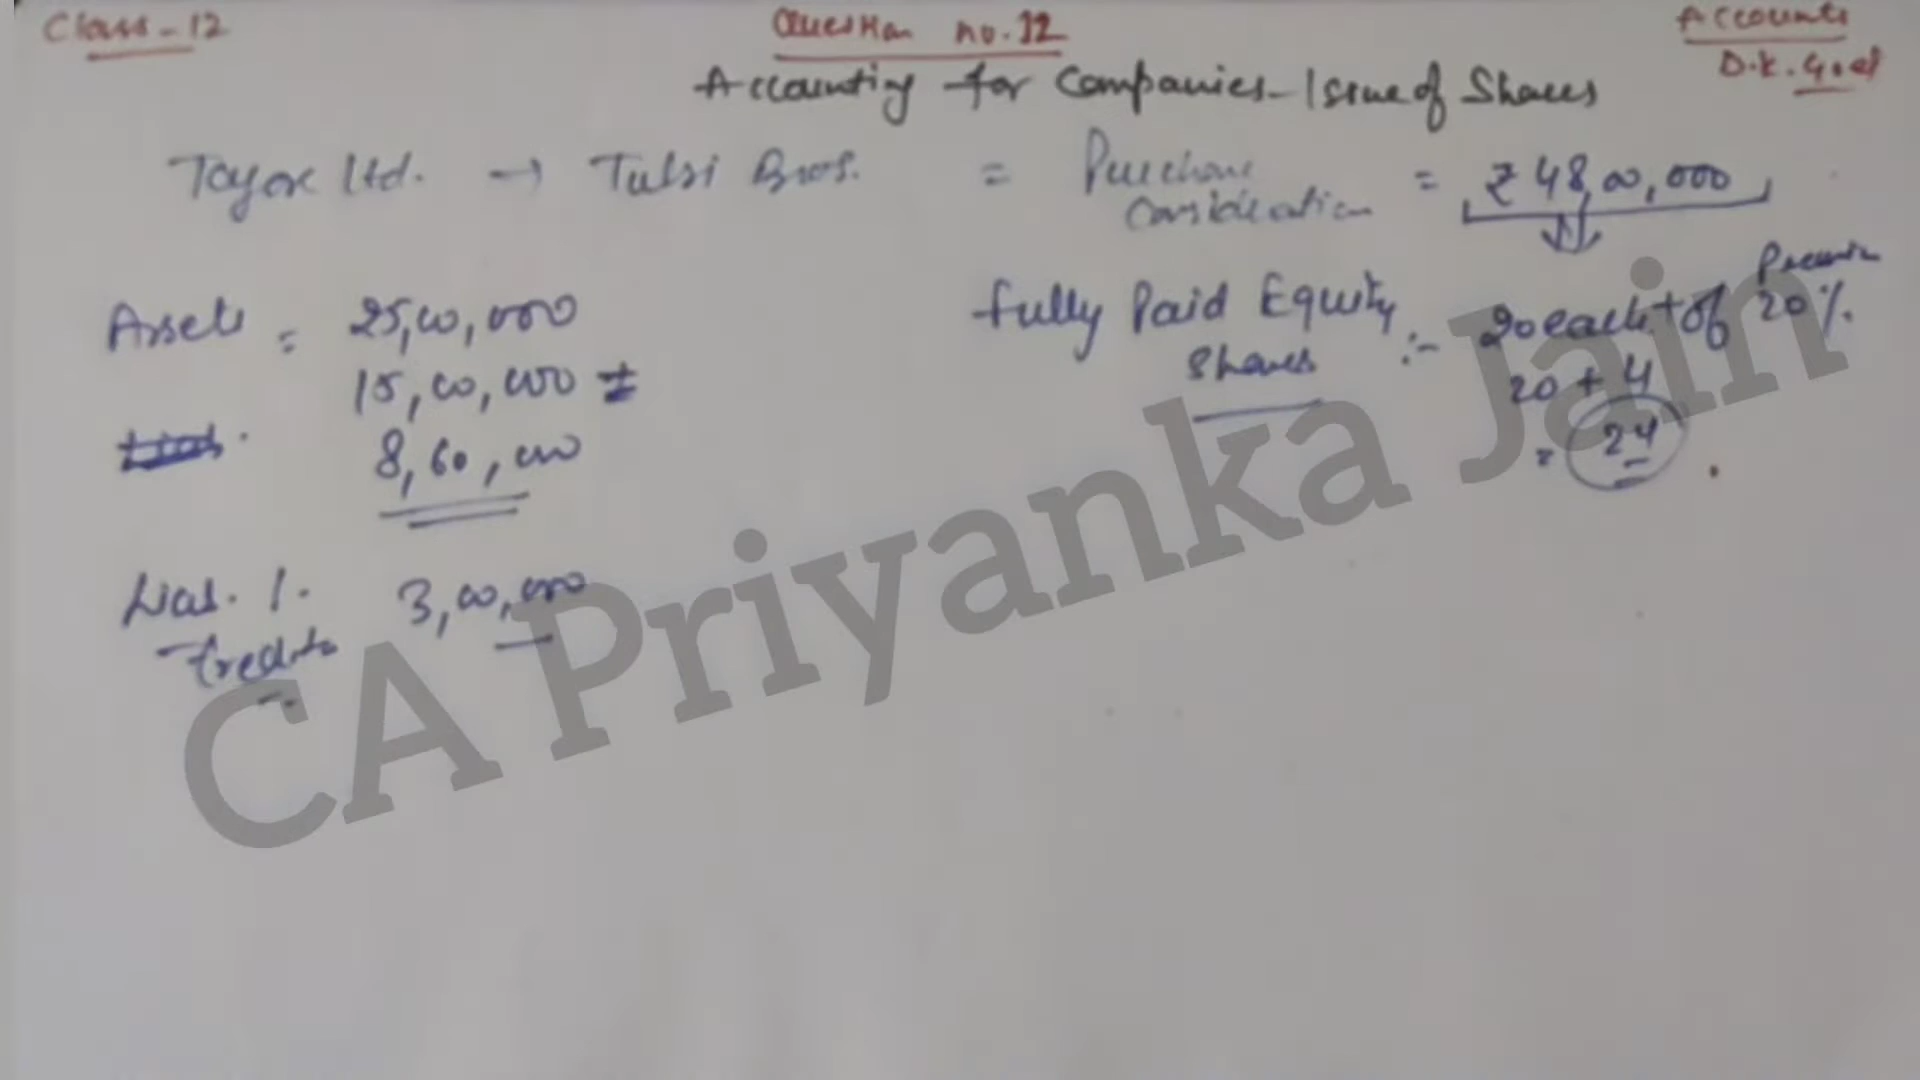 Class-12
Question no.12
Accounts
D.K. Goel
Accounting for Companies - Issue of Shares
Tayor Ltd. → Tulsi Bros. = Purchase Consideration = ₹48,00,000
Assets = 25,00,000
15,00,000
8,60,000
Fully Paid Equity Shares :- 20 each + of Premium 20%.
20 + 4
= 24
Liab. 1. 3,00,000
Credito
CA Priyanka Jain